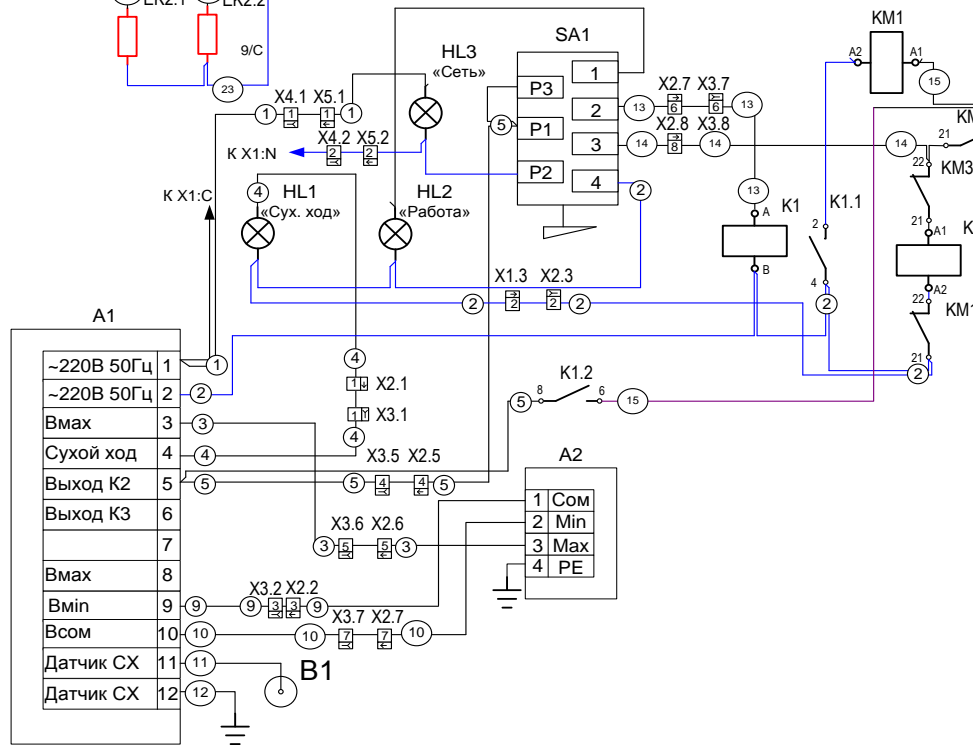 EK2.1 EK2.2
9/C
23
KM1
A2 A1
15
SA1
HL3
«Сеть»
P3 1
P1 2
3
P2 4
5
13 X2.7 X3.7 13
6 6
14 X2.8 X3.8 14 14
8
1 X4.1 X5.1 1
1 1
К X1:N X4.2 X5.2
2 2
KM
21
22
KM3
21
A1
K
A2
22
KM1
21
2
К X1:C
4
HL1
«Сух. ход»
HL2
«Работа»
2
13
A K1
B
K1.1
2
4
2
2 X1.3 X2.3 2
2 2
A1
~220В 50Гц 1 1
~220В 50Гц 2 2
Вмах 3 3
Сухой ход 4 4
Выход К2 5 5
Выход К3 6
7
Вмах 8
Вmin 9 9
Всом 10 10
Датчик СХ 11 11
Датчик СХ 12 12
4
1 X2.1
1 X3.1
4
5 8 K1.2 6 15
X3.5 X2.5
5 4 4 5
X3.6 X2.6
3 5 5 3
X3.2 X2.2
9 3 3 9
X3.7 X2.7
10 7 7 10
A2
1 Com
2 Min
3 Max
4 PE
B1